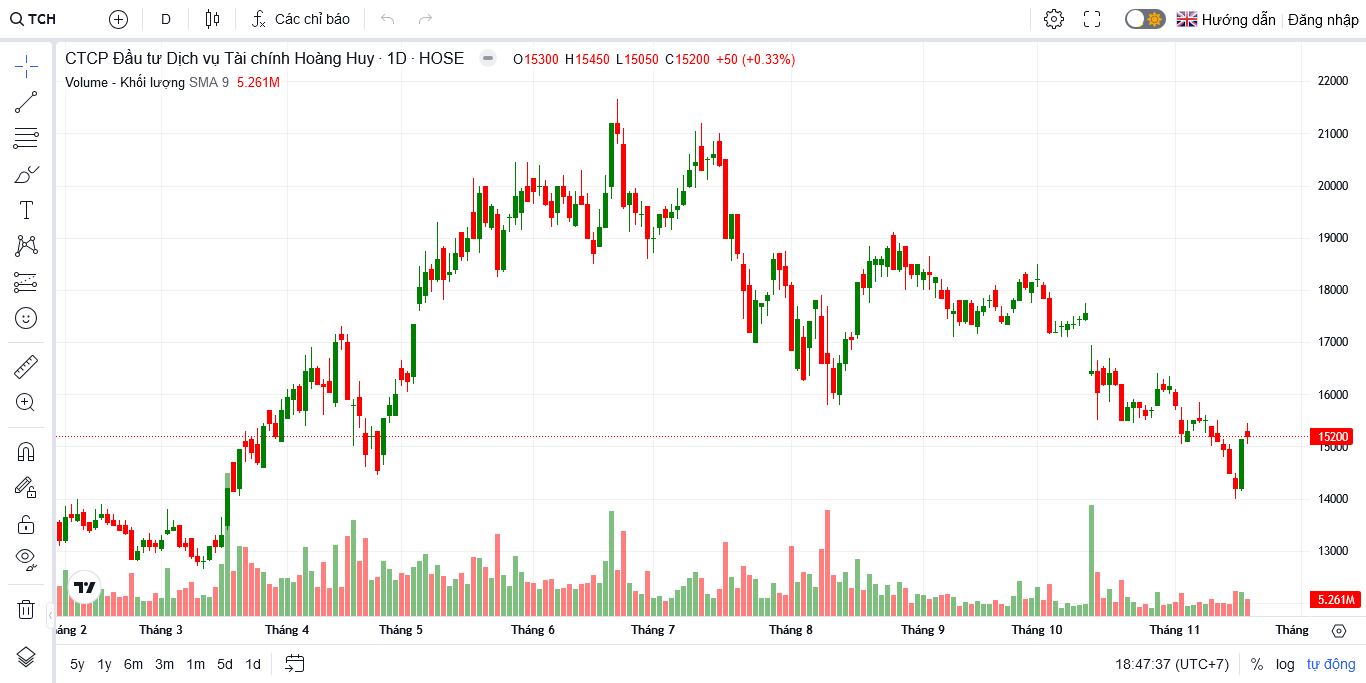 TCH D Các chỉ báo Hướng dẫn Đăng nhập
CTCP Đầu tư Dịch vụ Tài chính Hoàng Huy · 1D · HOSE O15300 H15450 L15050 C15200 +50 (+0.33%)
Volume - Khối lượng SMA 9 5.261M
22000
21000
20000
19000
18000
17000
16000
15200
15000
14000
13000
5.261M
áng 2 Tháng 3 Tháng 4 Tháng 5 Tháng 6 Tháng 7 Tháng 8 Tháng 9 Tháng 10 Tháng 11 Tháng
5y 1y 6m 3m 1m 5d 1d 18:47:37 (UTC+7) % log tự động